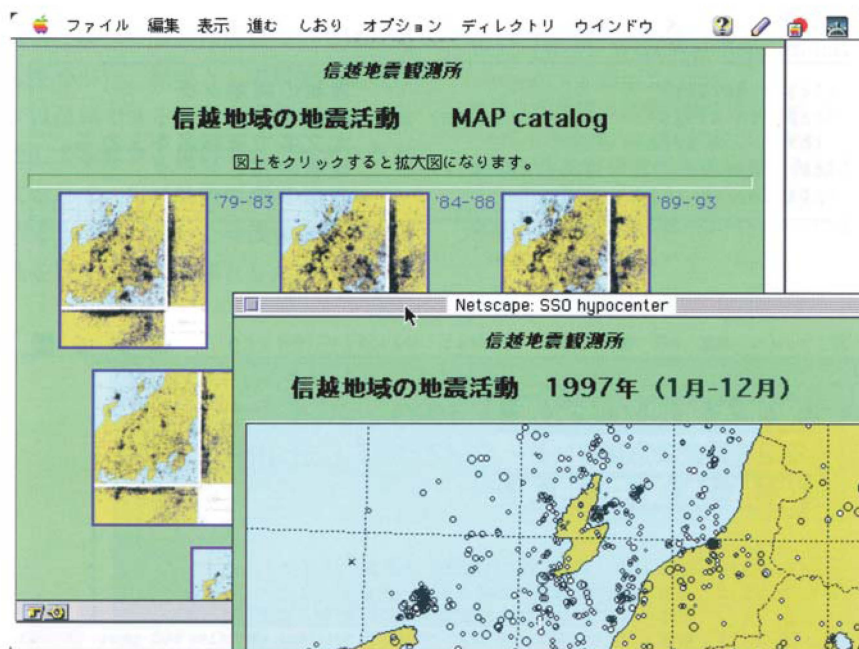 ファイル 編集 表示 進む しおり オプション ディレクトリ ウインドウ
信越地震観測所
信越地域の地震活動 MAP catalog
図上をクリックすると拡大図になります。
'79-'83
'84-'88
'89-'93
Netscape: SSO hypocenter
信越地震観測所
信越地域の地震活動 1997年 (1月-12月)